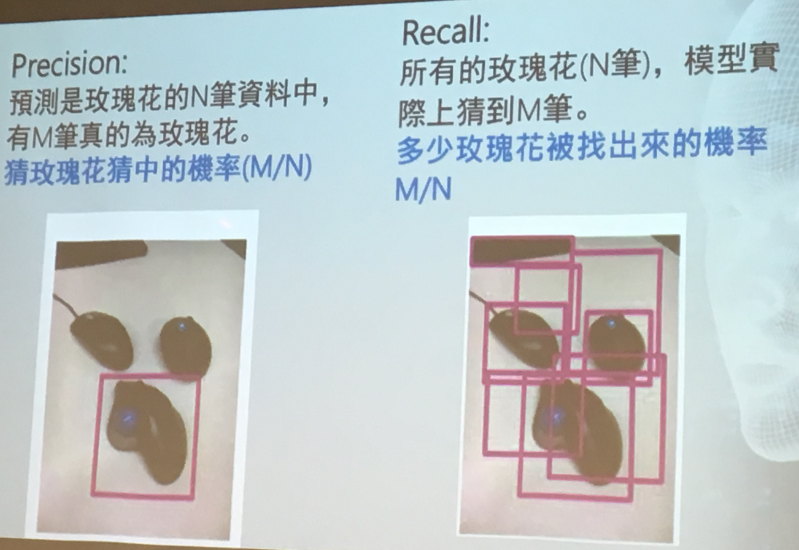 Precision:
預測是玫瑰花的N筆資料中，
有M筆真的為玫瑰花。
猜玫瑰花猜中的機率(M/N)
Recall:
所有的玫瑰花(N筆)，模型實
際上猜到M筆。
多少玫瑰花被找出來的機率
M/N